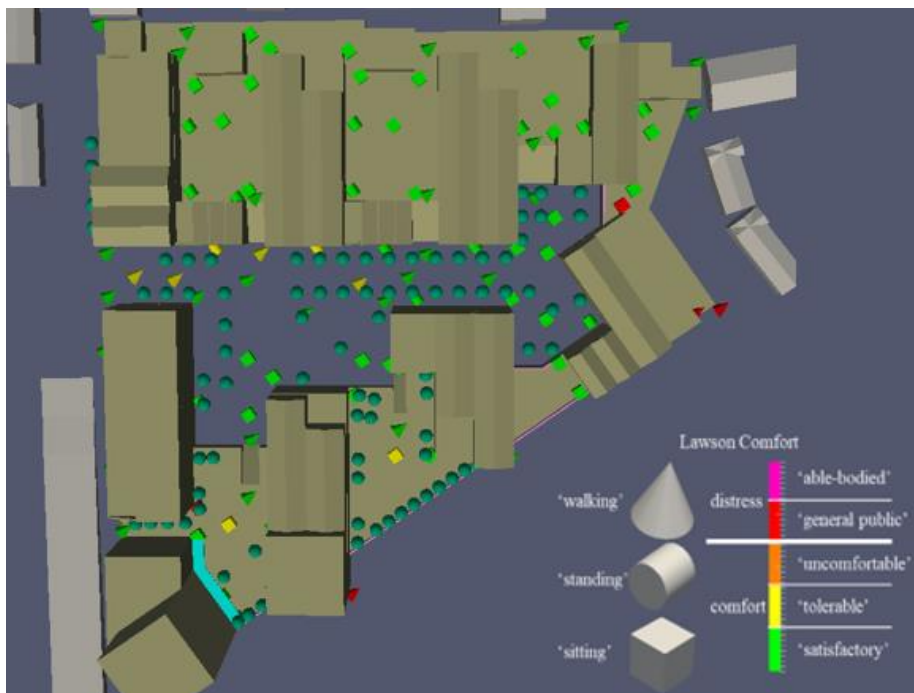 Lawson Comfort
'walking'
distress
'able-bodied'
'general public'
'standing'
comfort
'uncomfortable'
'tolerable'
'sitting'
'satisfactory'